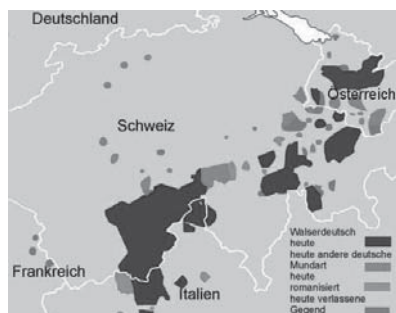 Deutschland
Österreich
Schweiz
Frankreich
Italien
Walserdeutsch
heute
heute andere deutsche
Mundart
heute
romanisiert
heute verlassene
Gegend